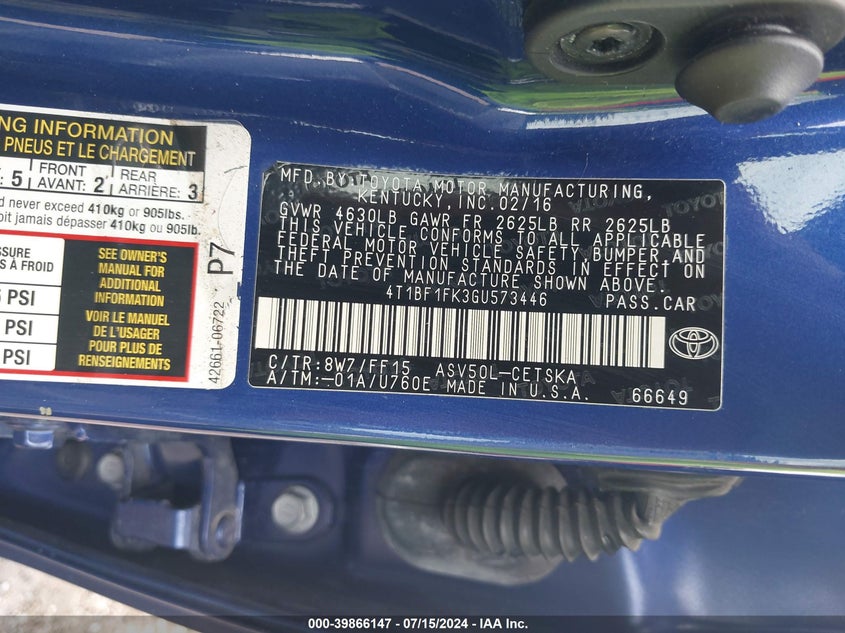 NG INFORMATION
PNEUS ET LE CHARGEMENT
: 5 FRONT AVANT: 2 REAR ARRIÈRE: 3
never exceed 410kg or 905lbs.
oit jamais dépasser 410kg or 905lb.
SSURE
S À FROID
PSI
PSI
PSI
SEE OWNER'S
MANUAL FOR
ADDITIONAL
INFORMATION
VOIR LE MANUEL
DE L'USAGER
POUR PLUS DE
RENSEIGNEMENTS
P7
42661-06722
MFD. BY: TOYOTA MOTOR MANUFACTURING,
KENTUCKY, INC. 02/16
GVWR 4630LB GAWR FR 2625LB RR 2625LB
THIS VEHICLE CONFORMS TO ALL APPLICABLE
FEDERAL MOTOR VEHICLE SAFETY, BUMPER, AND
THEFT PREVENTION STANDARDS IN EFFECT ON
THE DATE OF MANUFACTURE SHOWN ABOVE.
4T1BF1FK3GU573446 PASS.CAR
C/TR: 8W7/FF15 ASV50L-CETSKA
A/TM: -01A/U760E MADE IN U.S.A. 66649
000-39866147 - 07/15/2024 - IAA Inc.